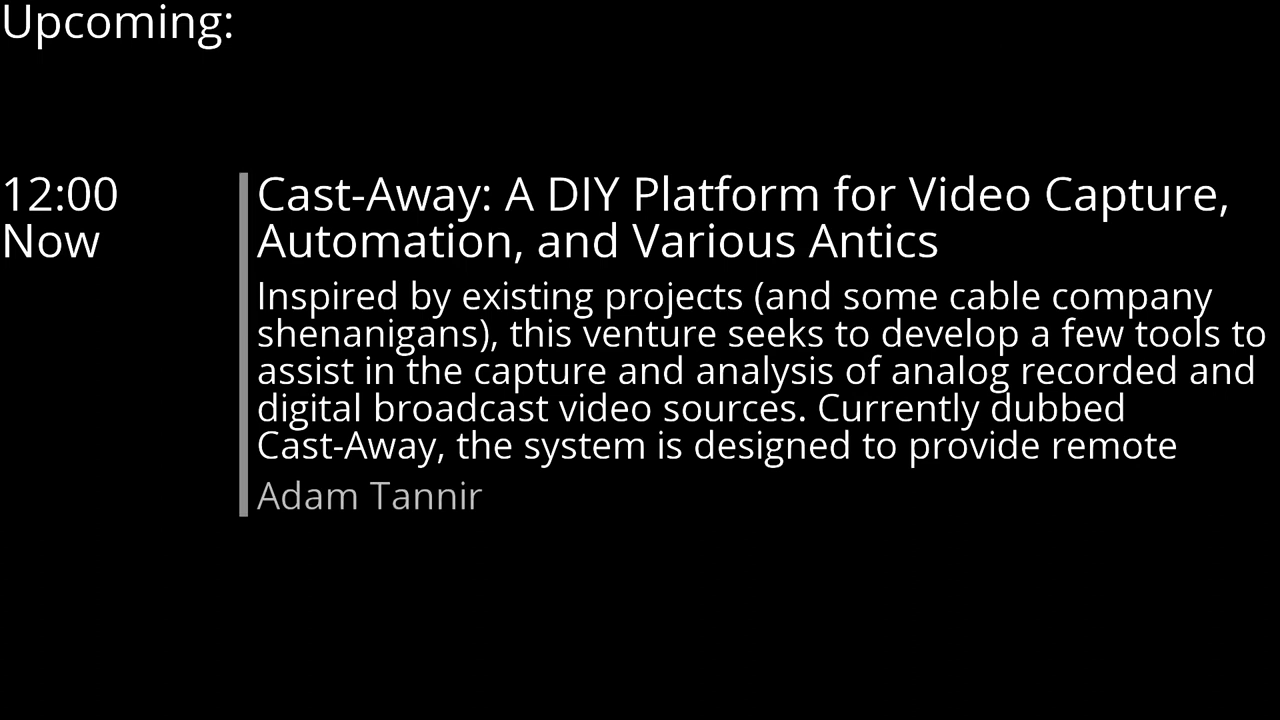 Upcoming:
12:00
Now
Cast-Away: A DIY Platform for Video Capture,
Automation, and Various Antics
Inspired by existing projects (and some cable company
shenanigans), this venture seeks to develop a few tools to
assist in the capture and analysis of analog recorded and
digital broadcast video sources. Currently dubbed
Cast-Away, the system is designed to provide remote
Adam Tannir